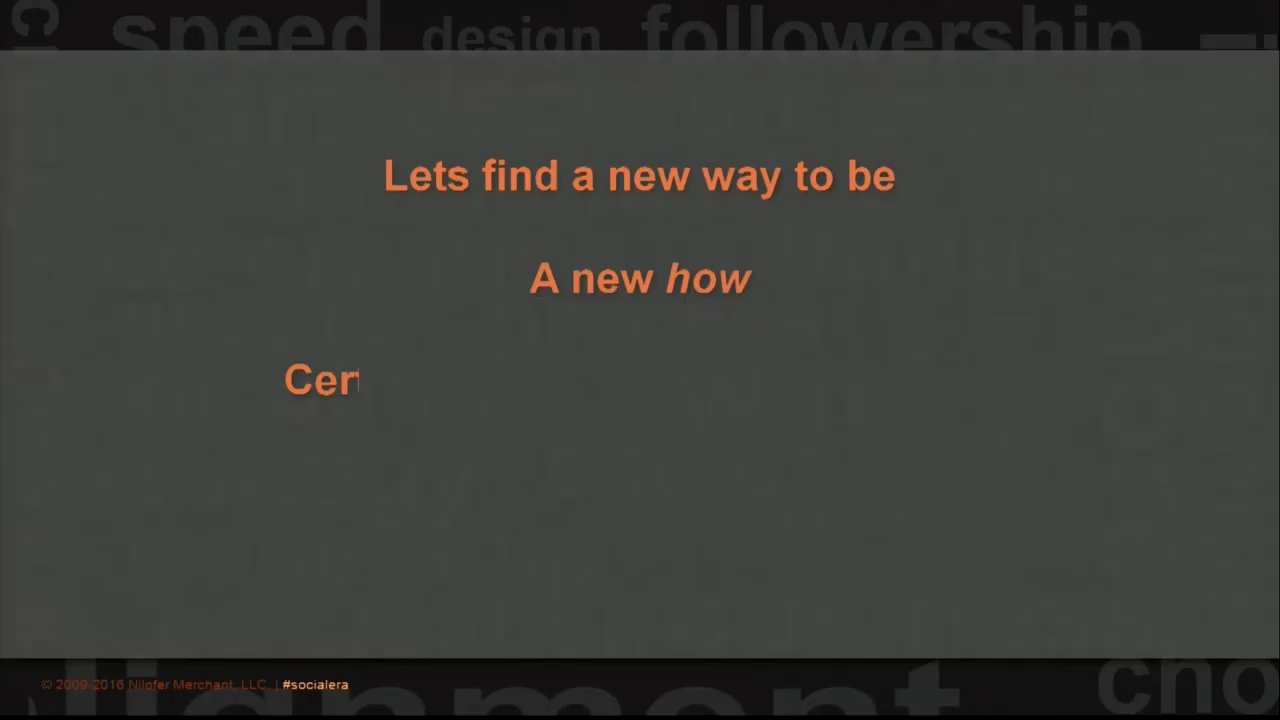 speed design followership
Lets find a new way to be
A new how
Cer
© 2009-2016 Nilofer Merchant, LLC. | #socialera